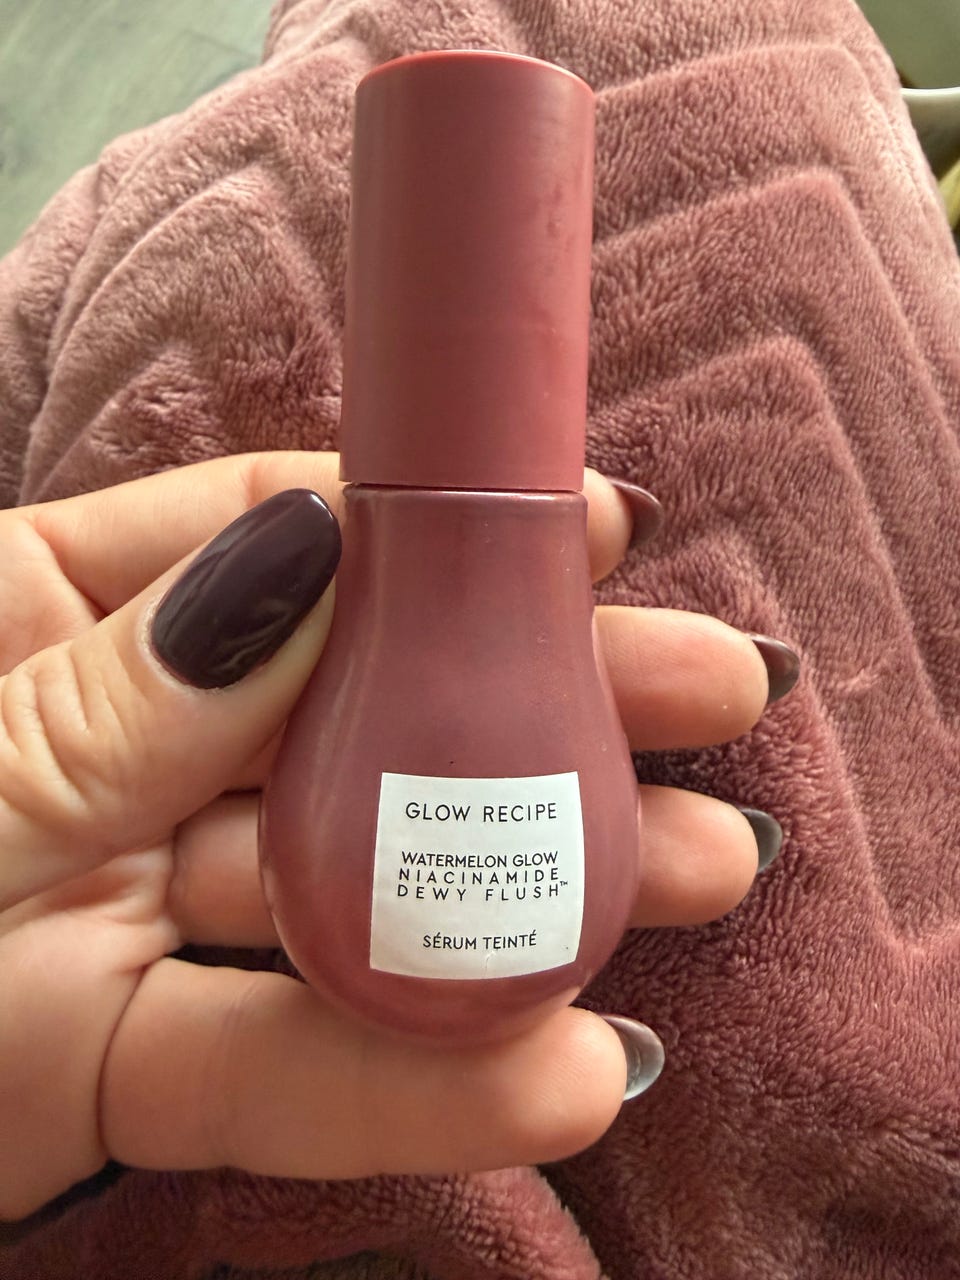 GLOW RECIPE
WATERMELON GLOW
NIACINAMIDE
DEWY FLUSH™
SÉRUM TEINTÉ